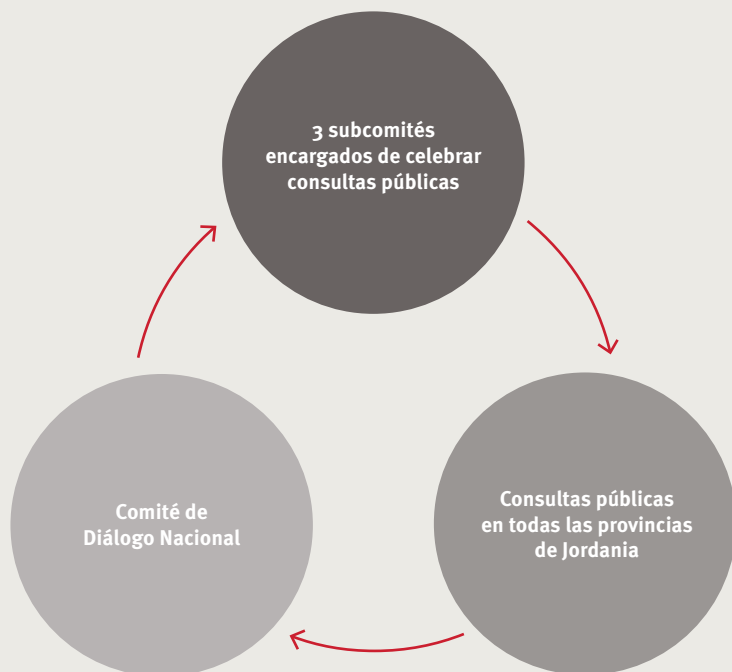 3 subcomités
encargados de celebrar
consultas públicas
Comité de
Diálogo Nacional
Consultas públicas
en todas las provincias
de Jordania